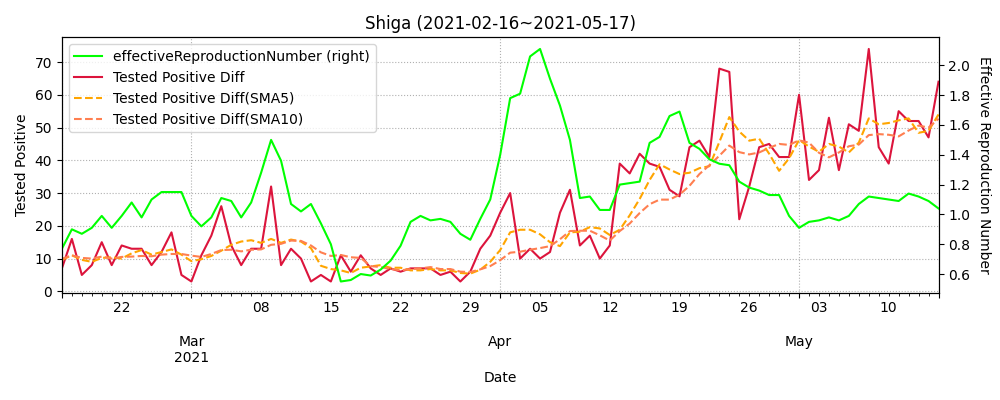 Shiga (2021-02-16~2021-05-17)
effectiveReproductionNumber (right)
Tested Positive Diff
Tested Positive Diff(SMA5)
Tested Positive Diff(SMA10)
Tested Positive
70
60
50
40
30
20
10
0
2.0
1.8
1.6
1.4
1.2
1.0
0.8
0.6
Effective Reproduction Number
22 08 15 22 29 05 12 19 26 03 10
Mar Apr May
2021
Date